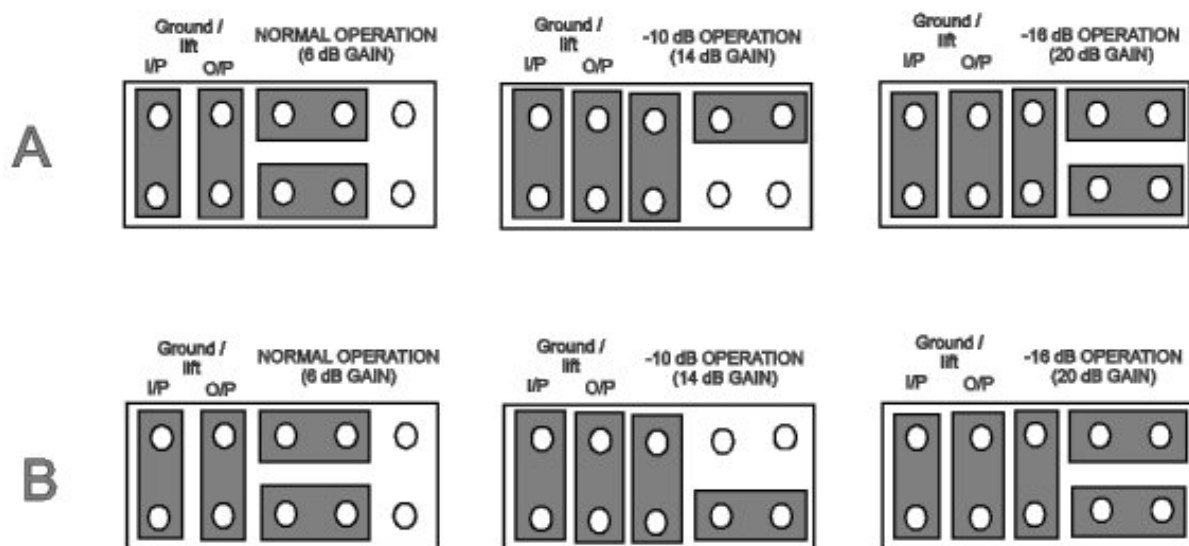 Ground /
lift
I/P O/P
NORMAL OPERATION
(6 dB GAIN)
Ground /
lift
I/P O/P
-10 dB OPERATION
(14 dB GAIN)
Ground /
lift
I/P O/P
-16 dB OPERATION
(20 dB GAIN)
A
Ground /
lift
I/P O/P
NORMAL OPERATION
(6 dB GAIN)
Ground /
lift
I/P O/P
-10 dB OPERATION
(14 dB GAIN)
Ground /
lift
I/P O/P
-16 dB OPERATION
(20 dB GAIN)
B